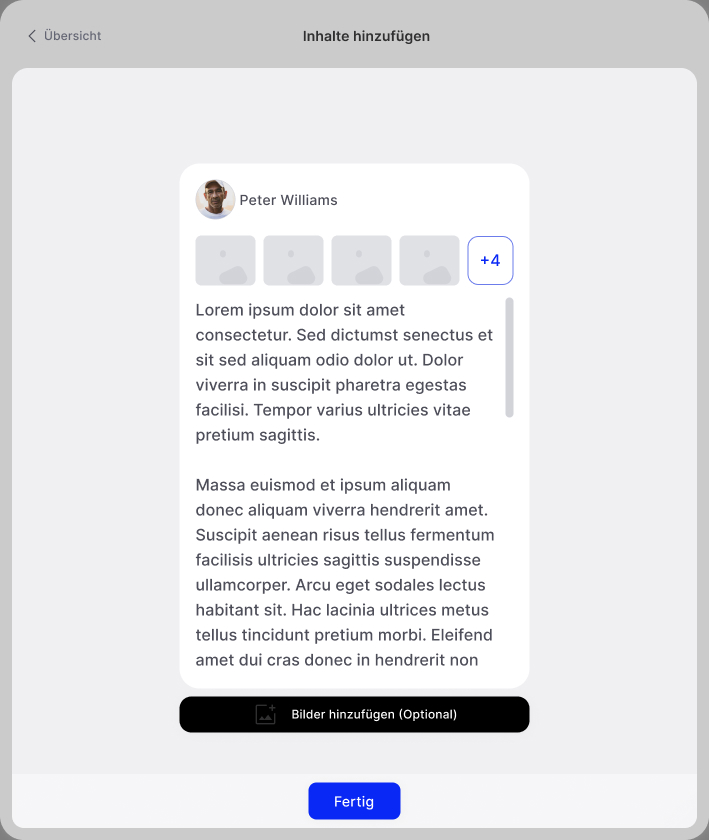 Übersicht
Inhalte hinzufügen
Peter Williams
+4
Lorem ipsum dolor sit amet
consectetur. Sed dictumst senectus et
sit sed aliquam odio dolor ut. Dolor
viverra in suscipit pharetra egestas
facilisi. Tempor varius ultricies vitae
pretium sagittis.
Massa euismod et ipsum aliquam
donec aliquam viverra hendrerit amet.
Suscipit aenean risus tellus fermentum
facilisis ultricies sagittis suspendisse
ullamcorper. Arcu eget sodales lectus
habitant sit. Hac lacinia ultrices metus
tellus tincidunt pretium morbi. Eleifend
amet dui cras donec in hendrerit non
Bilder hinzufügen (Optional)
Fertig